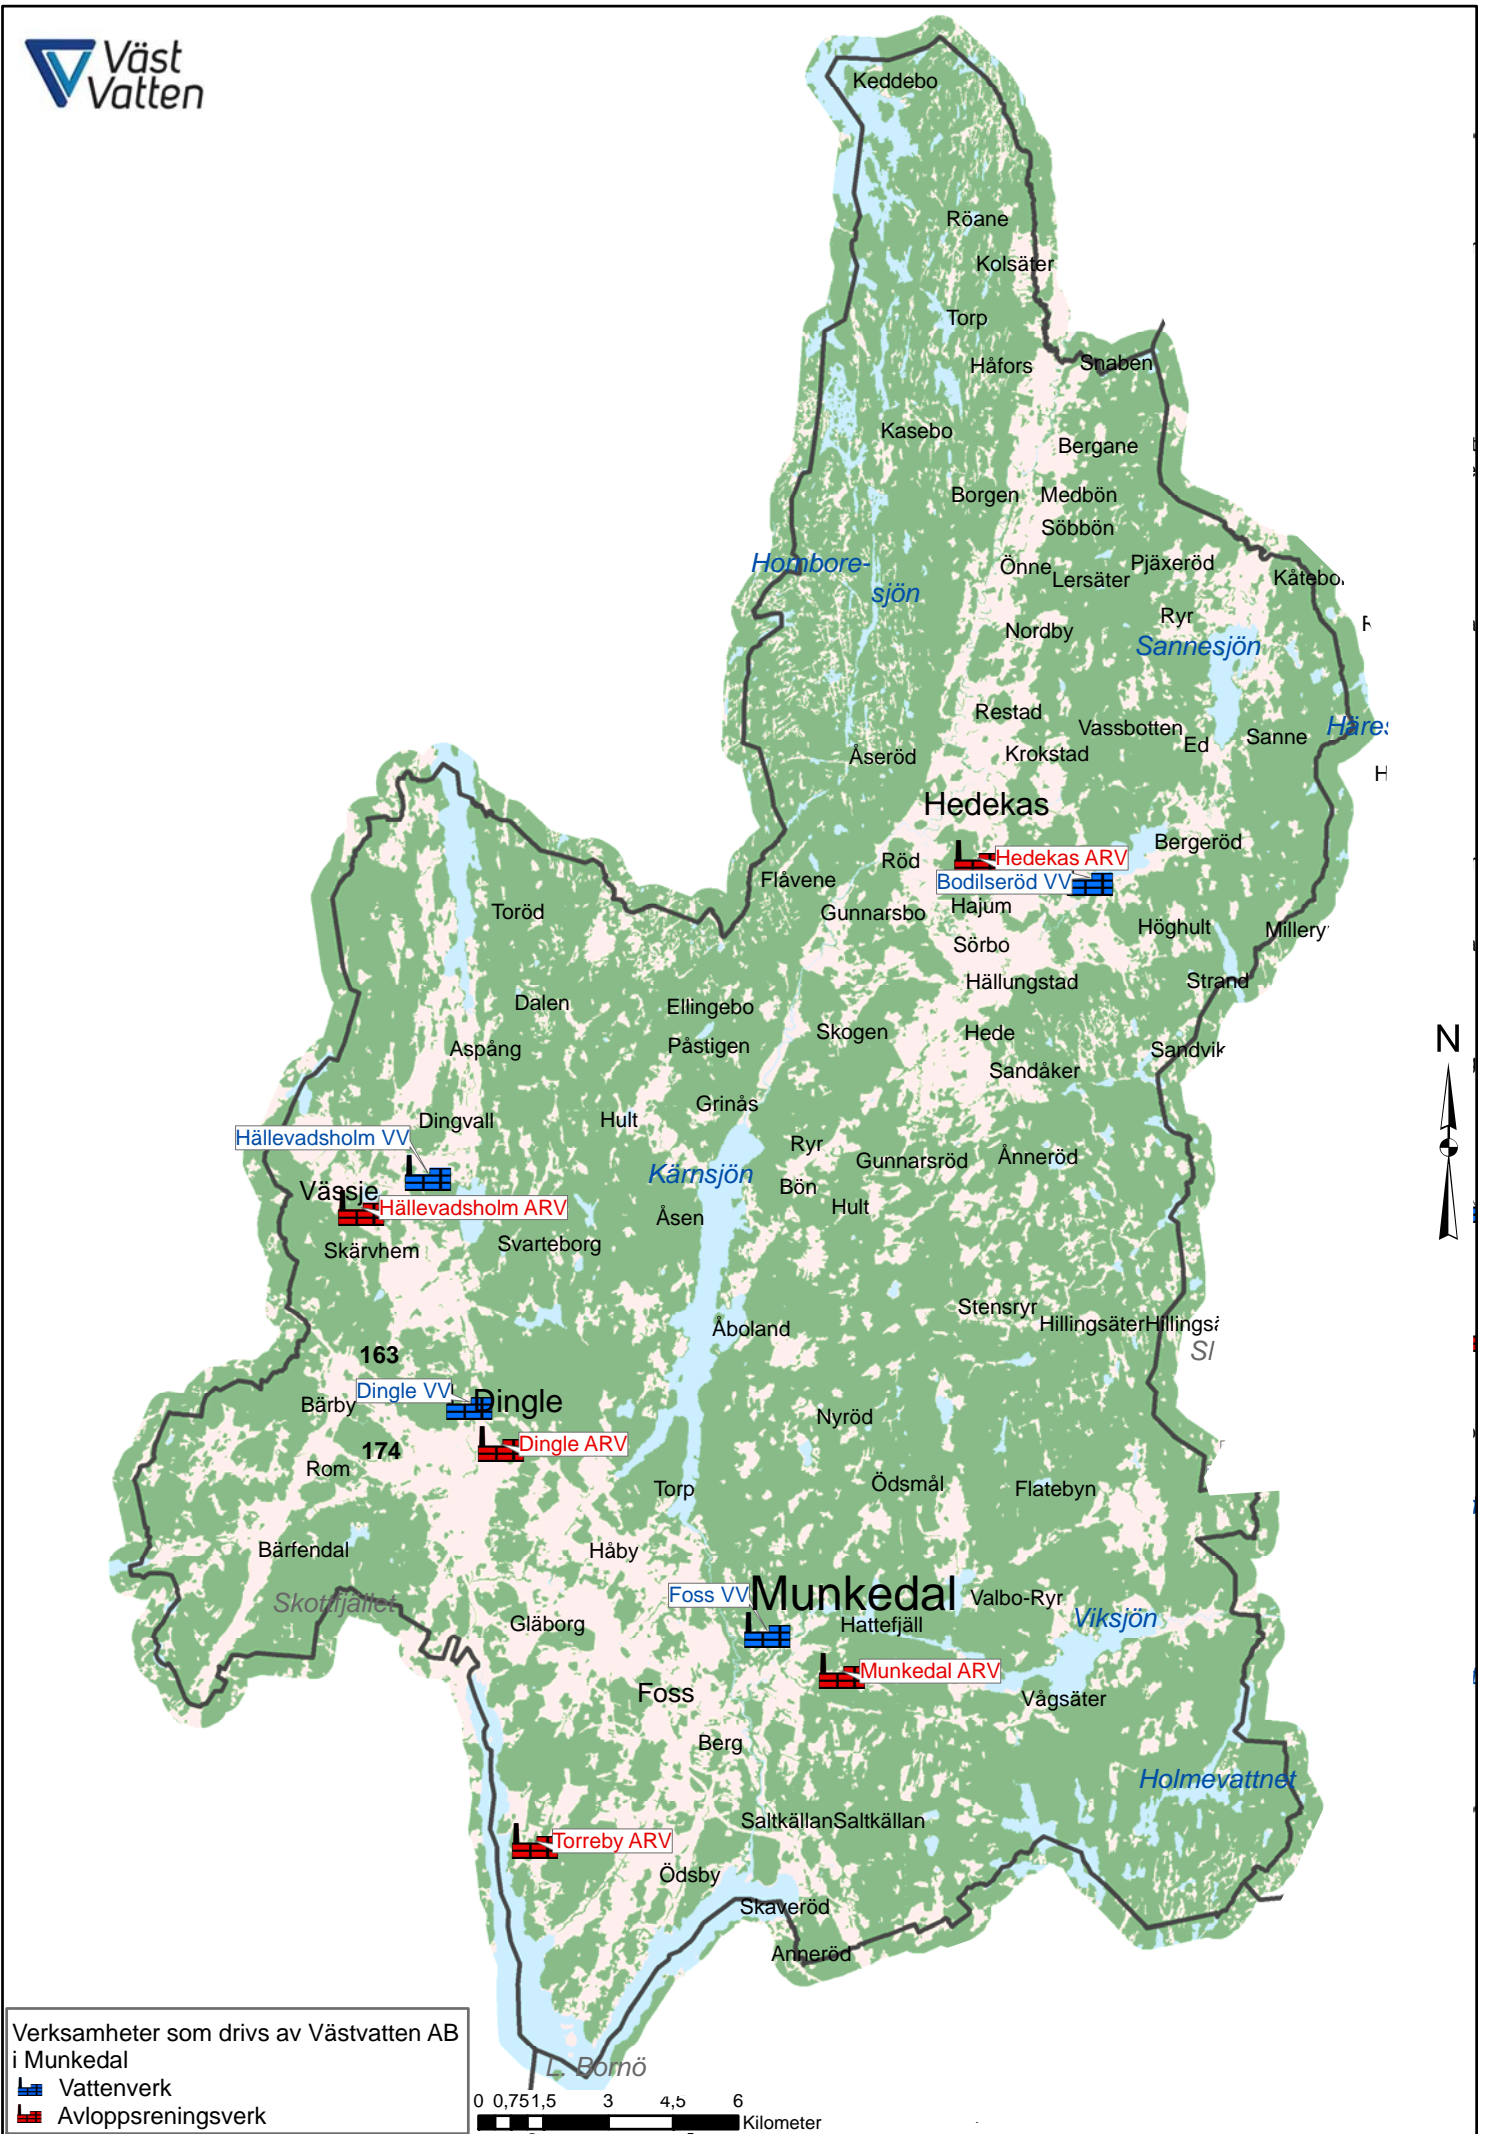 Väst
Vatten
Keddebo
Röane
Kolsäter
Torp
Håfors
Snaben
Kasebo
Bergane
Borgen
Medbön
Söbbön
Hombore-
sjön
Önne
Lersäter
Pjäxeröd
Ryr
Nordby
Sannesjön
Restad
Vassbotten
Ed
Sanne
Åseröd
Krokstad
Hedekas
Bergeröd
Röd
Hedekas ARV
Flåvene
Bodilseröd VV
Toröd
Gunnarsbo
Hajum
Höghult
Sörbo
Hällungstad
Strand
Dalen
Ellingebo
Skogen
Hede
N
Aspång
Påstigen
Sandvik
Sandåker
Grinås
Dingvall
Hult
Hällevadsholm VV
Ryr
Gunnarsröd
Ånneröd
Kärnsjön
Vässje
Bön
Hällevadsholm ARV
Hult
Åsen
Skärvhem
Svarteborg
Stensryr
Hillingsäter
Åboland
163
Dingle VV
Dingle
Bärby
Nyröd
174
Dingle ARV
Rom
Torp
Ödsmål
Flatebyn
Bärfendal
Håby
Foss VV
Munkedal
Valbo-Ryr
Skottfjället
Gläborg
Hattefjäll
Viksjön
Munkedal ARV
Foss
Vågsäter
Berg
Holmevattnet
Saltkällan Saltkällan
Torreby ARV
Ödsby
Skaveröd
Anneröd
L. Bornö
Verksamheter som drivs av Västvatten AB
i Munkedal
Vattenverk
Avloppsreningsverk
0 0,75 1,5 3 4,5 6
Kilometer